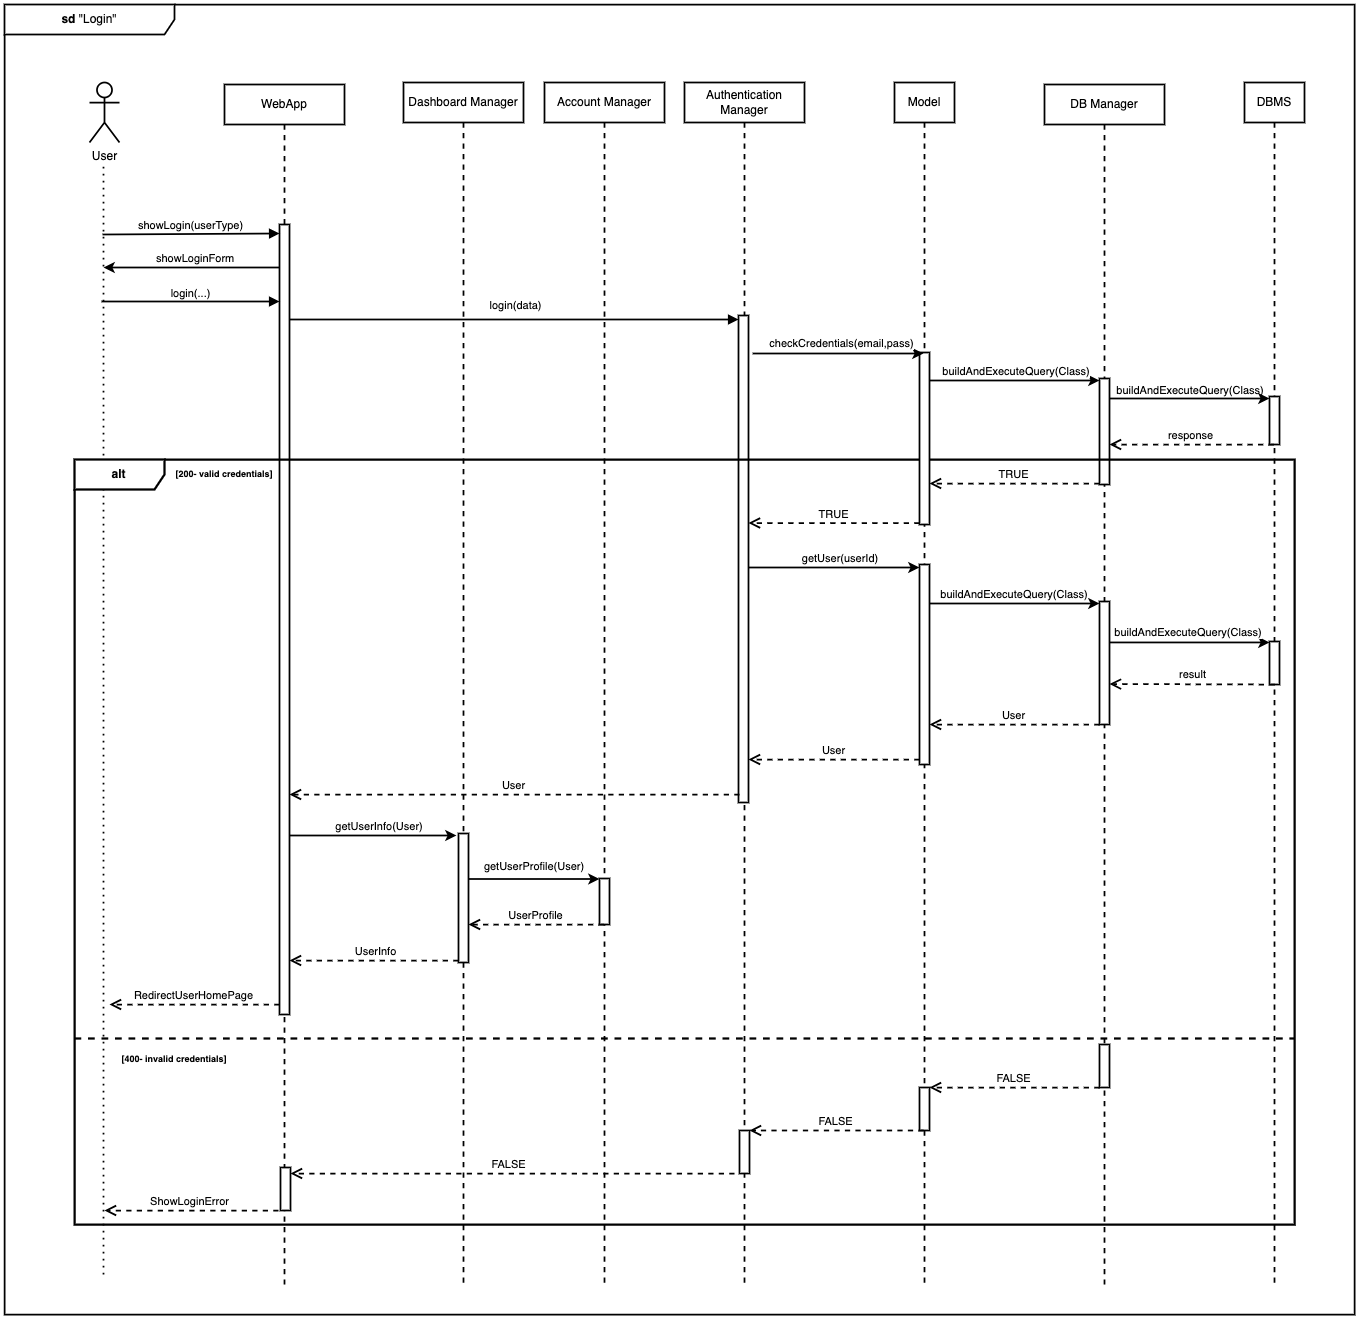 sd "Login"
User
WebApp
Dashboard Manager
Account Manager
Authentication
Manager
Model
DB Manager
DBMS
showLogin(userType)
showLoginForm
login(...)
login(data)
checkCredentials(email,pass)
buildAndExecuteQuery(Class)
buildAndExecuteQuery(Class)
response
alt
[200- valid credentials]
TRUE
TRUE
getUser(userId)
buildAndExecuteQuery(Class)
buildAndExecuteQuery(Class)
result
User
User
User
getUserInfo(User)
getUserProfile(User)
UserProfile
UserInfo
RedirectUserHomePage
[400- invalid credentials]
FALSE
FALSE
FALSE
ShowLoginError